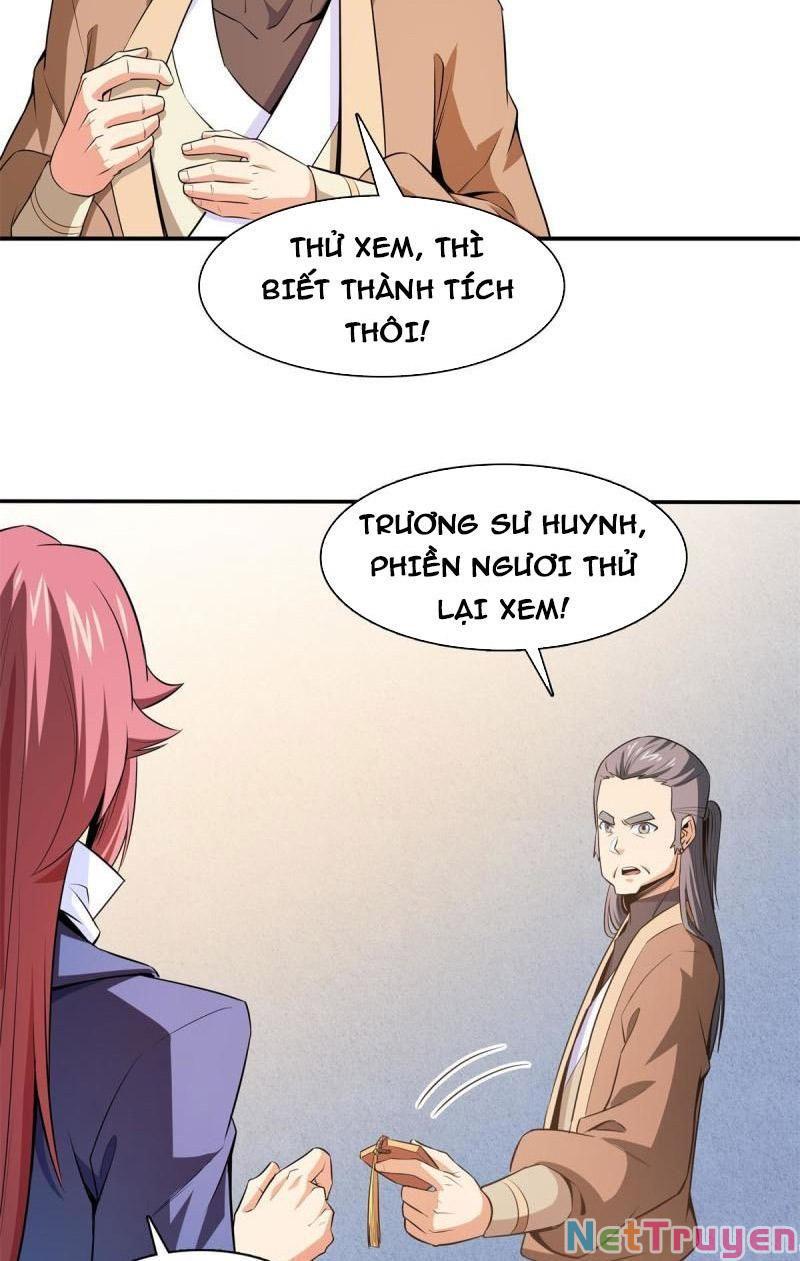 THỬ XEM, THÌ
BIẾT THÀNH TÍCH
THÔI!
TRƯƠNG SƯ HUYNH,
PHIỀN NGƯƠI THỬ
LẠI XEM!
NETTRUYEN